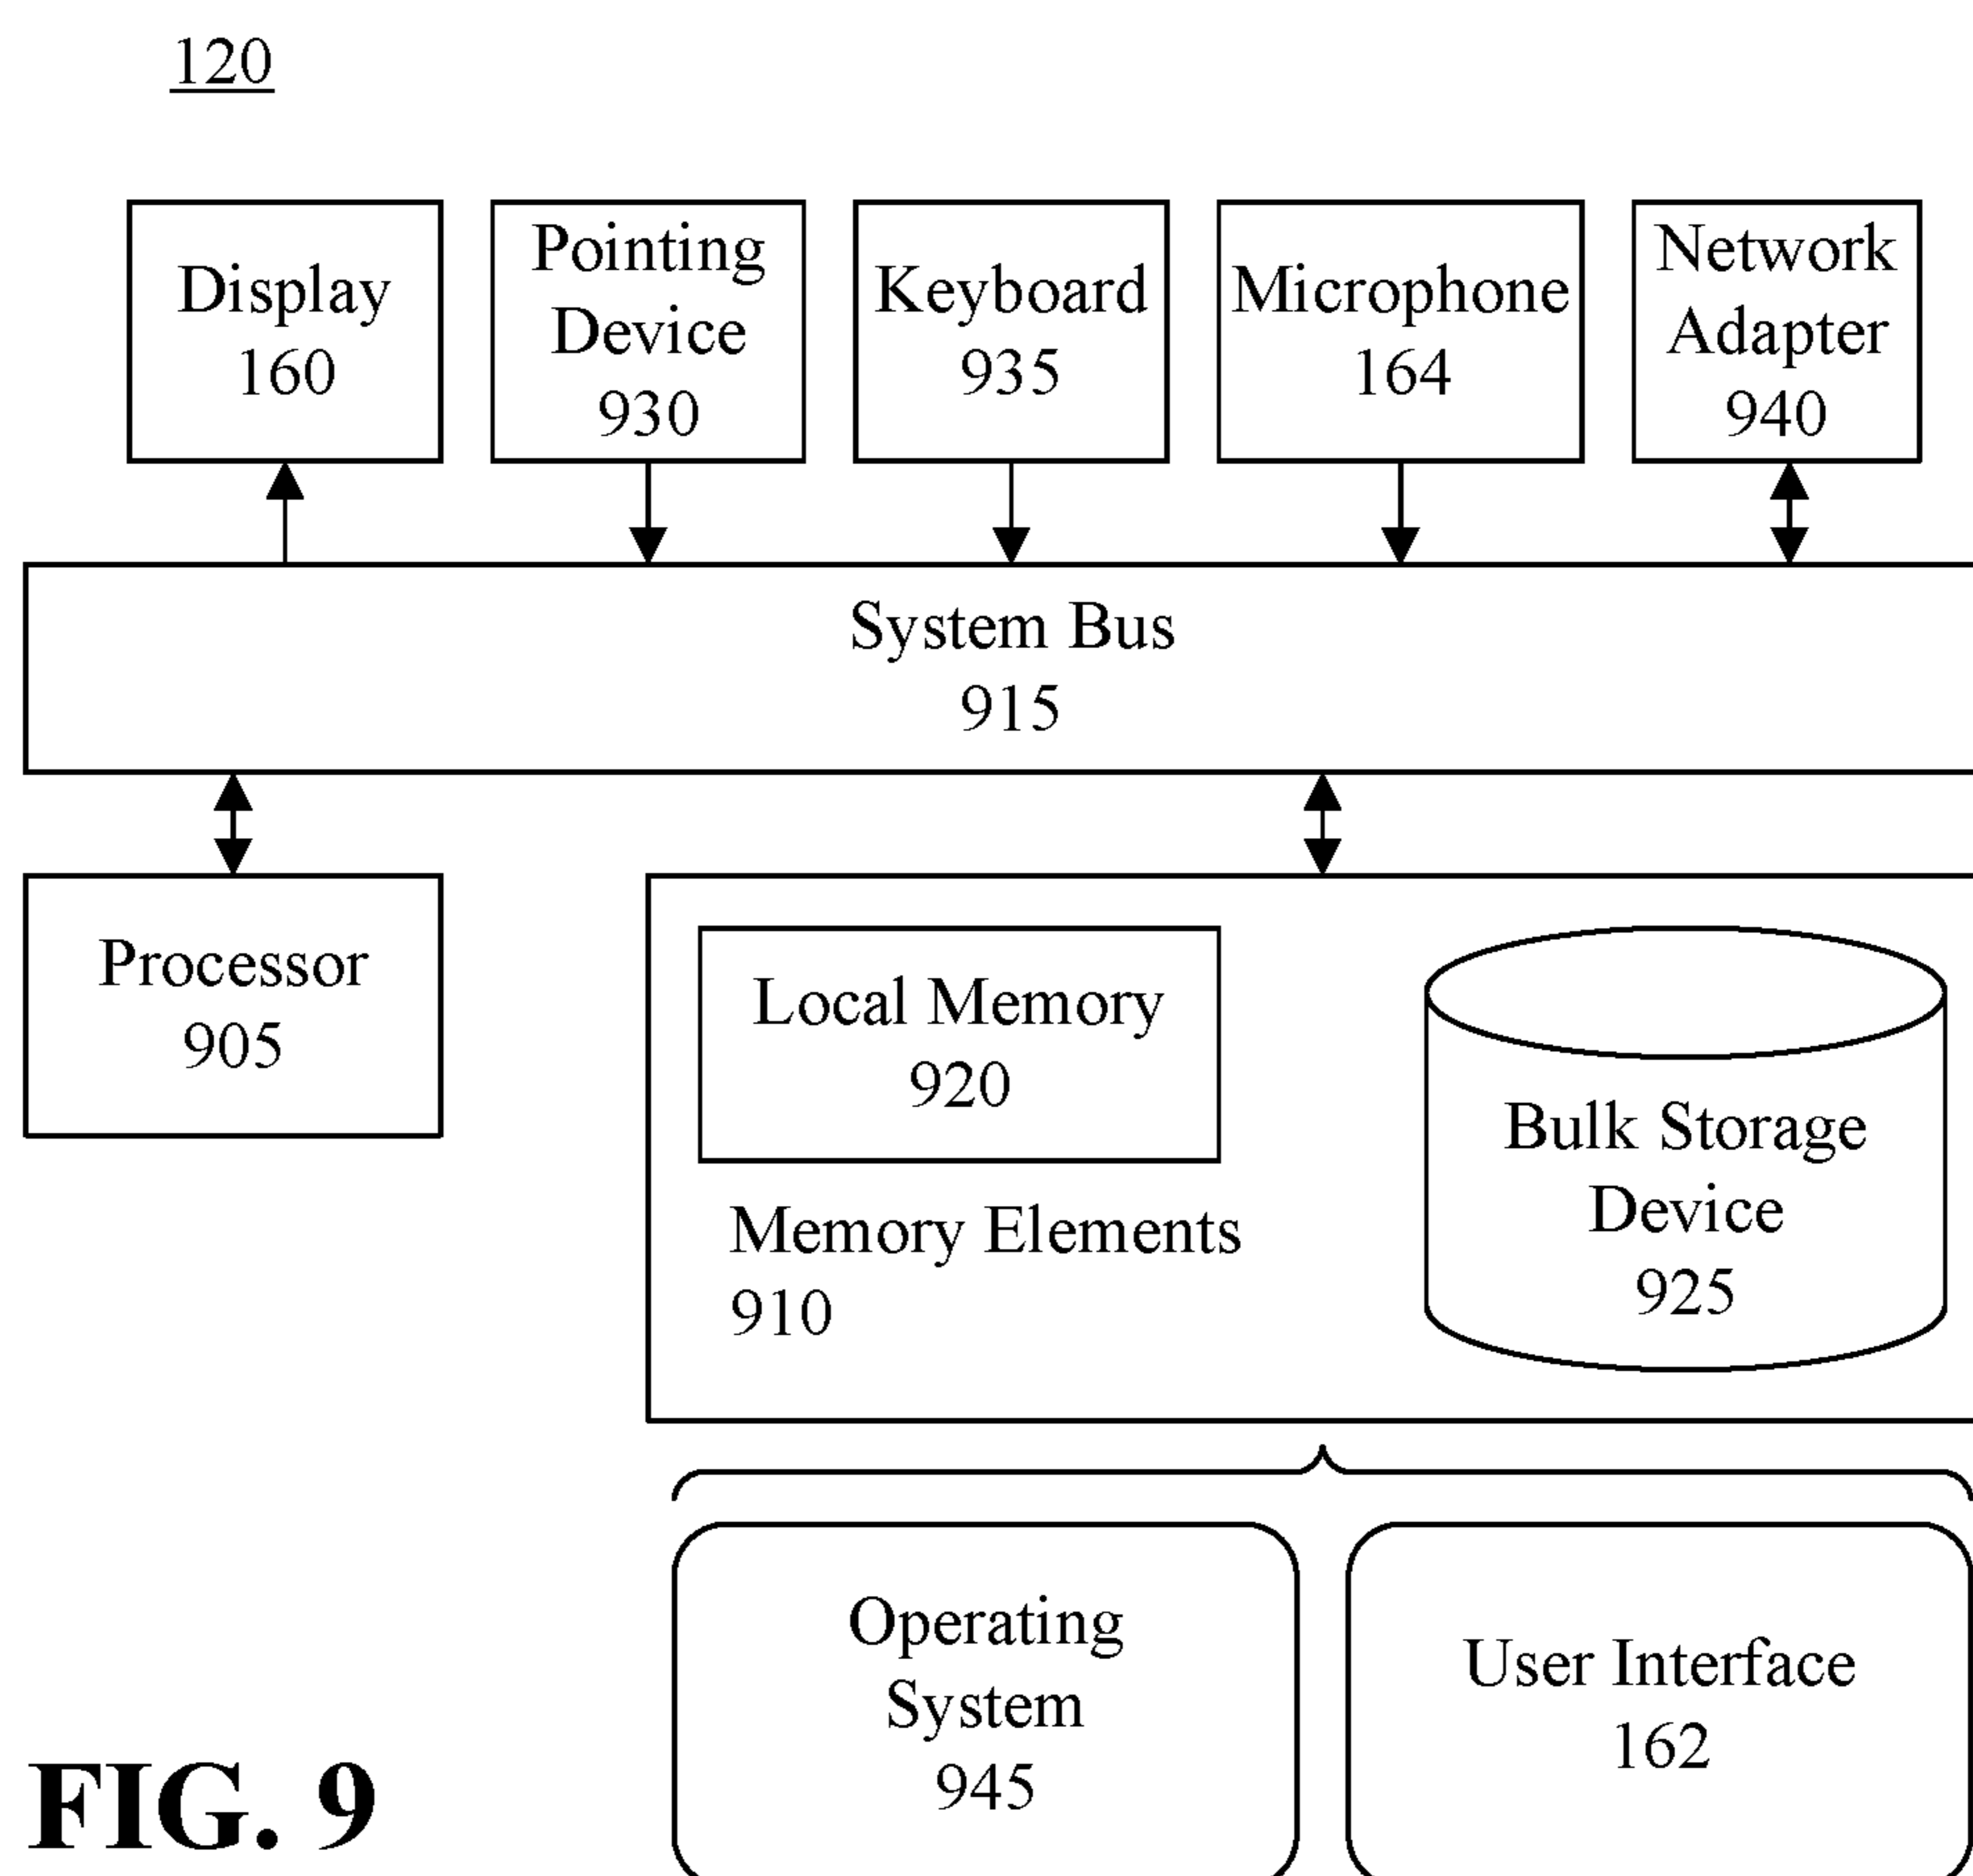 120
Display
160
Pointing
Device
930
Keyboard
935
Microphone
164
Network
Adapter
940
System Bus
915
Processor
905
Local Memory
920
Memory Elements
910
Bulk Storage
Device
925
Operating
System
945
User Interface
162
FIG. 9